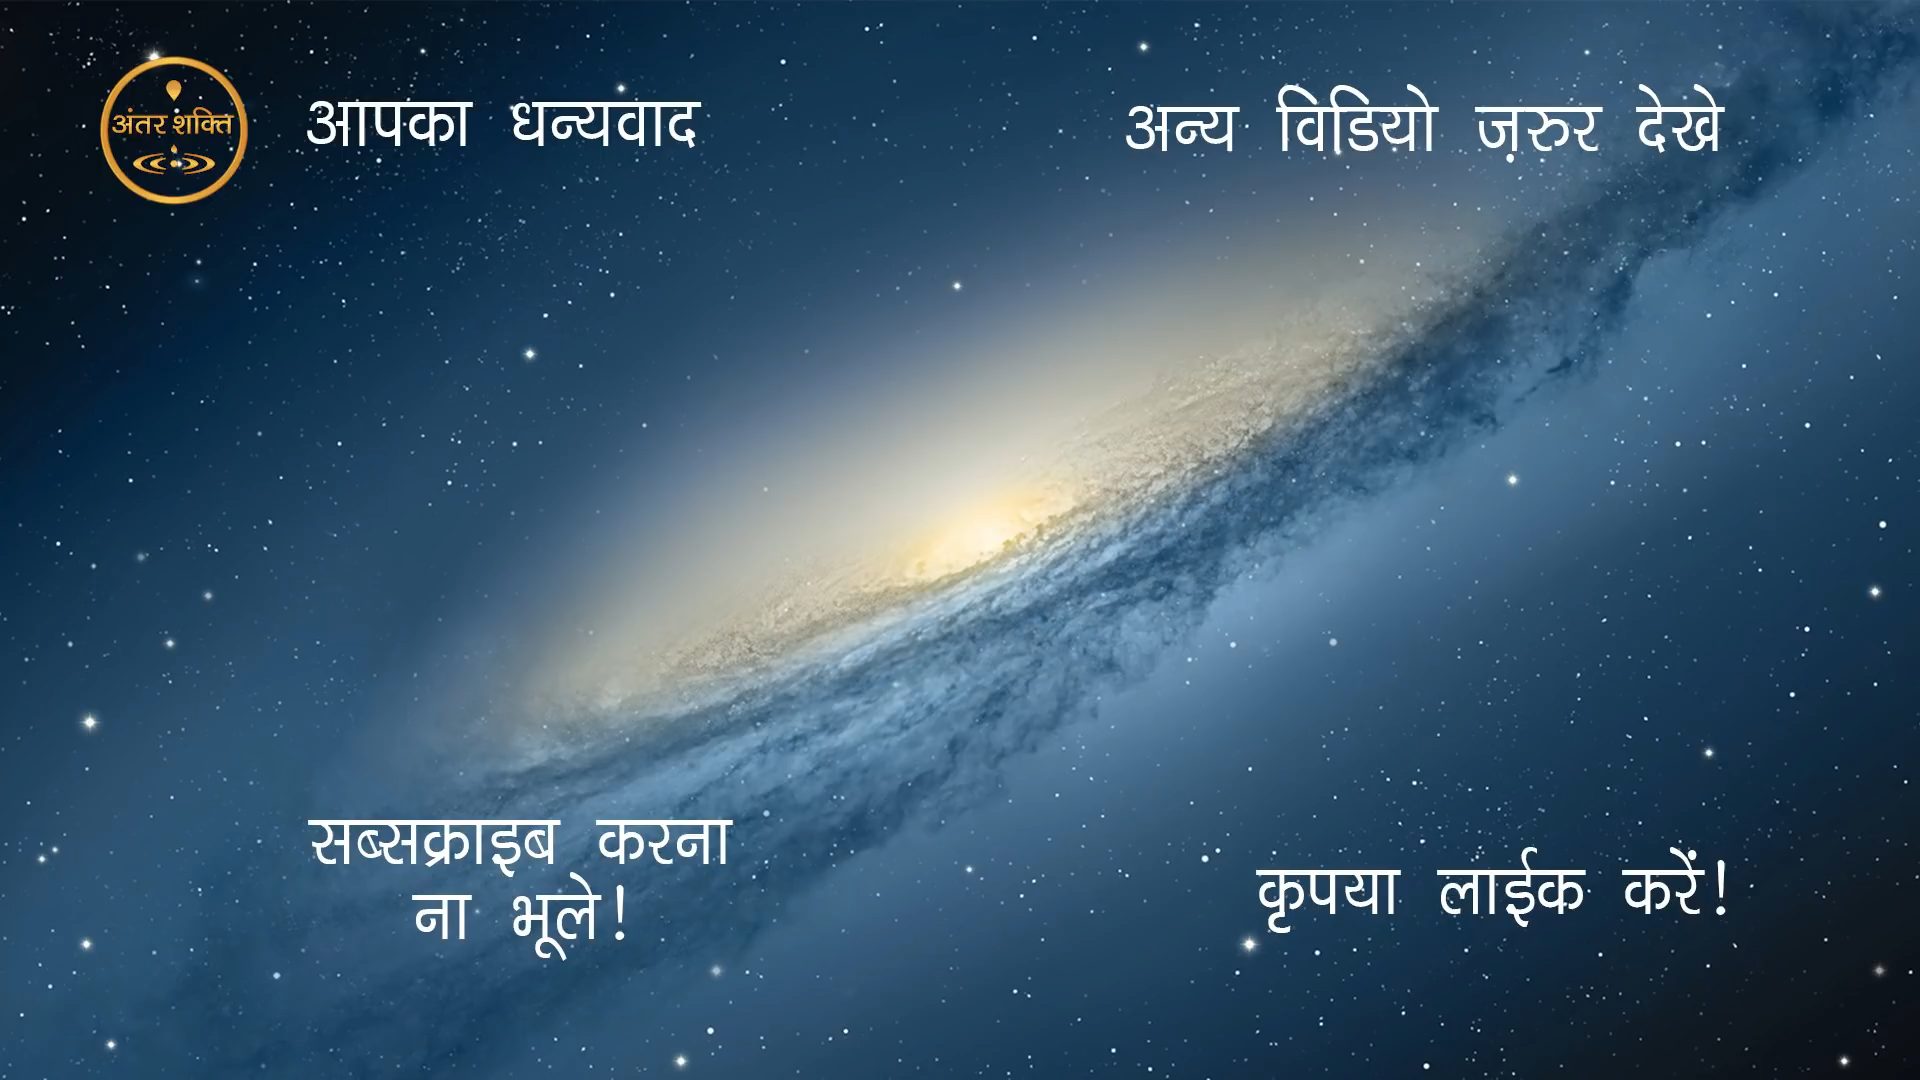 अंतर शक्ति
आपका धन्यवाद
अन्य विडियो ज़रुर देखे
सब्सक्राइब करना
ना भूले!
कृपया लाईक करें!